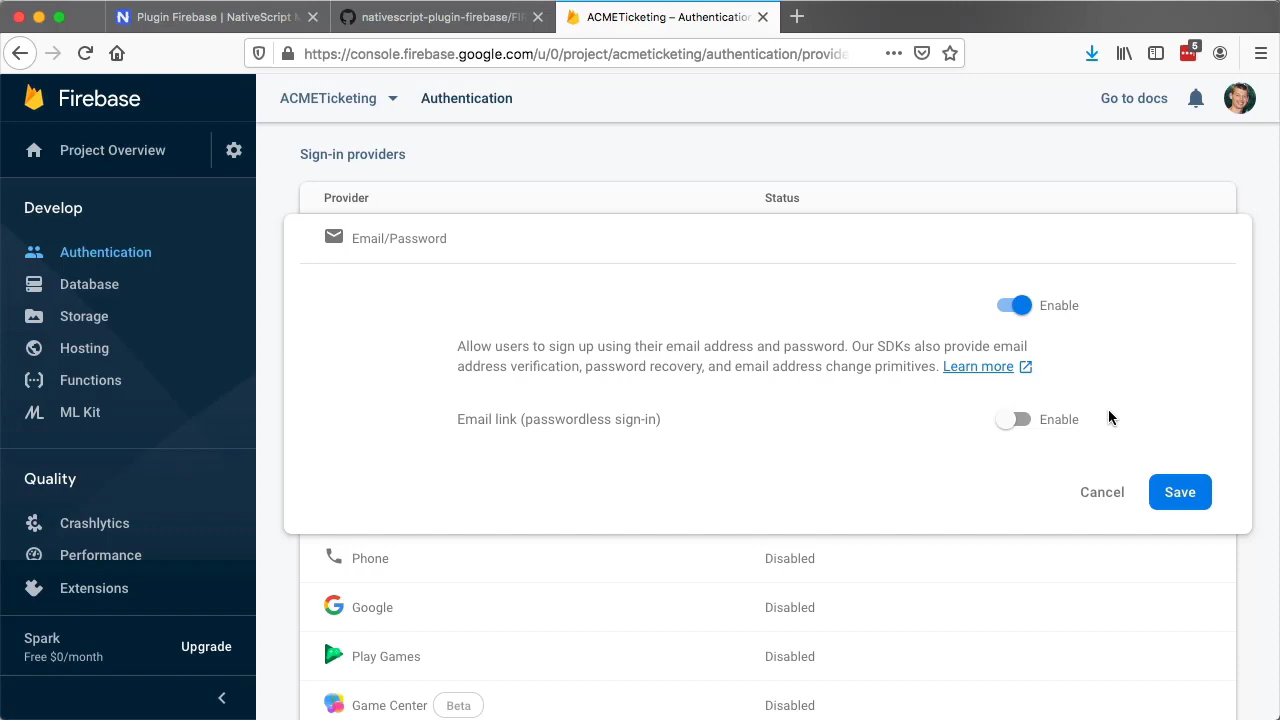 Plugin Firebase | NativeScript M
nativescript-plugin-firebase/FIR
ACMETicketing – Authentication
https://console.firebase.google.com/u/0/project/acmeticketing/authentication/provide
5
Firebase
ACMETicketing
Authentication
Go to docs
Project Overview
Develop
Authentication
Database
Storage
Hosting
Functions
ML Kit
Quality
Crashlytics
Performance
Extensions
Spark
Free $0/month
Upgrade
Sign-in providers
Provider
Status
Email/Password
Enable
Allow users to sign up using their email address and password. Our SDKs also provide email
address verification, password recovery, and email address change primitives. Learn more
Email link (passwordless sign-in)
Enable
Cancel
Save
Phone
Disabled
Google
Disabled
Play Games
Disabled
Game Center
Beta
Disabled